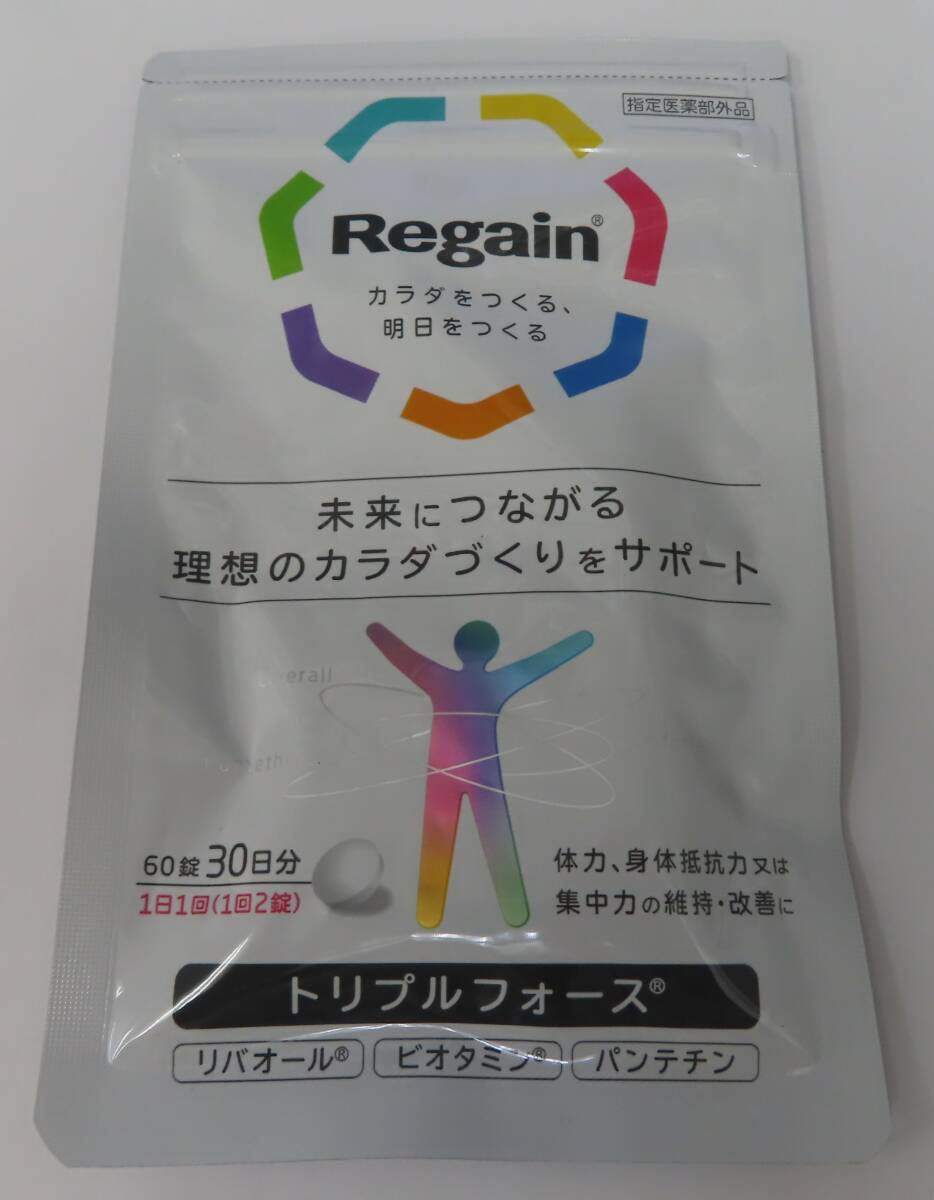 指定医薬部外品
Regain®
カラダをつくる、
明日をつくる
未来につながる
理想のカラダづくりをサポート
60錠 30日分
1日1回(1回2錠)
体力、身体抵抗力又は
集中力の維持・改善に
トリプルフォース®
リバオール® ビオタミン® パンテチン